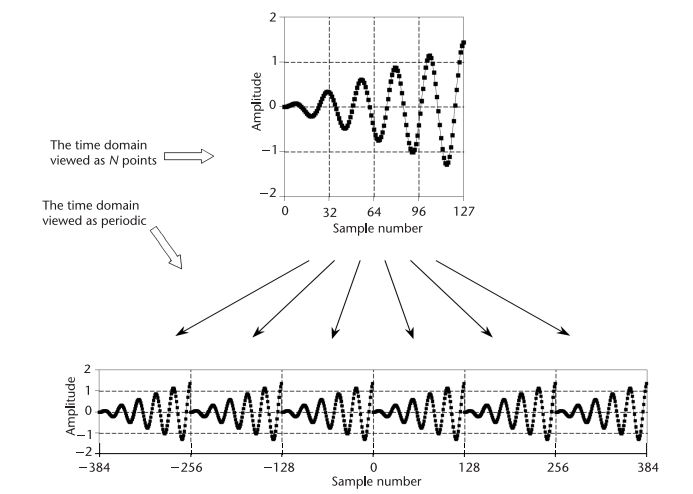 2
1
0
−1
−2
Amplitude
0 32 64 96 127
Sample number
The time domain
viewed as N points
The time domain
viewed as periodic
2
1
0
−1
−2
Amplitude
−384 −256 −128 0 128 256 384
Sample number